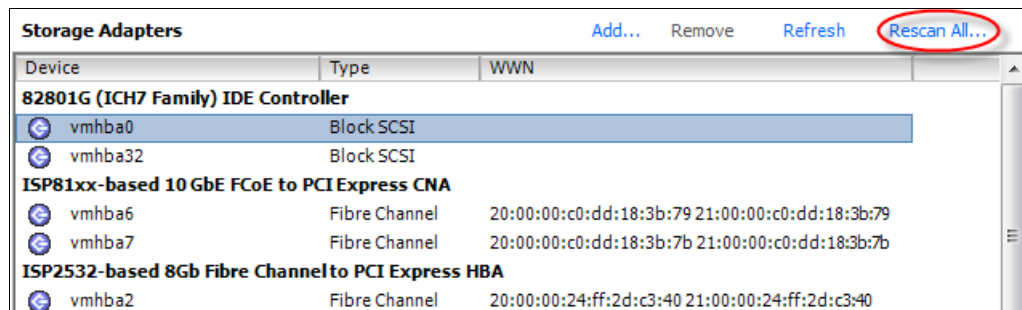 Storage Adapters Add... Remove Refresh Rescan All...
Device Type WWN
82801G (ICH7 Family) IDE Controller
vmhba0 Block SCSI
vmhba32 Block SCSI
ISP81xx-based 10 GbE FCoE to PCI Express CNA
vmhba6 Fibre Channel 20:00:00:c0:dd:18:3b:79 21:00:00:c0:dd:18:3b:79
vmhba7 Fibre Channel 20:00:00:c0:dd:18:3b:7b 21:00:00:c0:dd:18:3b:7b
ISP2532-based 8Gb Fibre Channel to PCI Express HBA
vmhba2 Fibre Channel 20:00:00:24:ff:2d:c3:40 21:00:00:24:ff:2d:c3:40